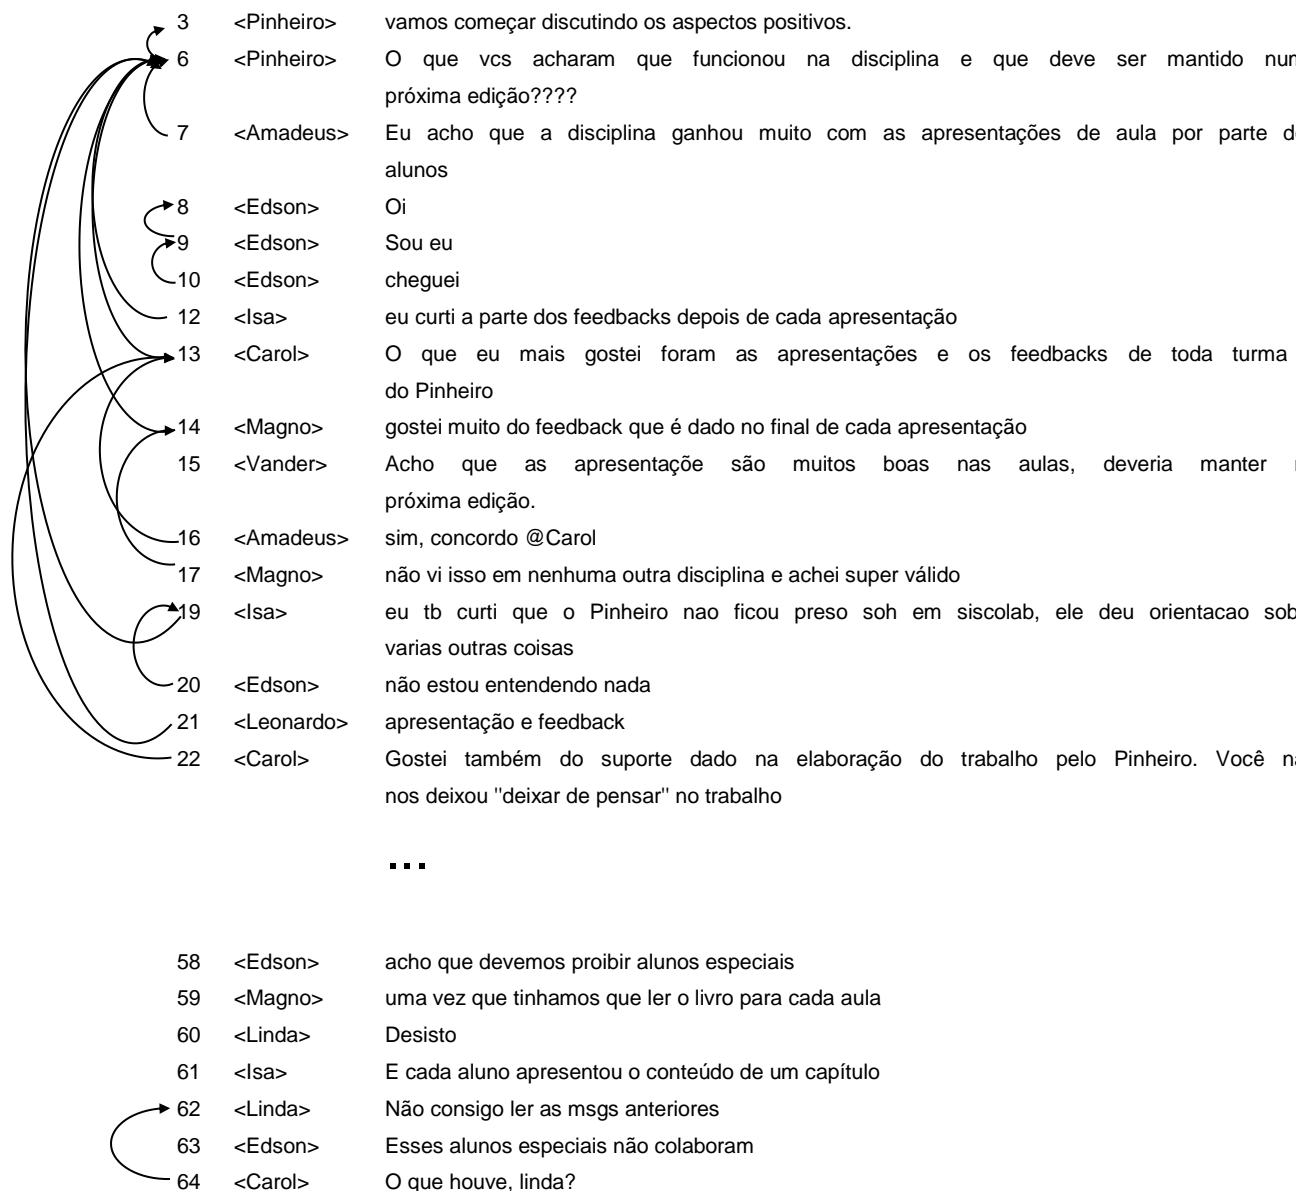 3 <Pinheiro> vamos começar discutindo os aspectos positivos.
6 <Pinheiro> O que vcs acharam que funcionou na disciplina e que deve ser mantido
próxima edição????
7 <Amadeus> Eu acho que a disciplina ganhou muito com as apresentações de aula por parte
alunos
8 <Edson> Oi
9 <Edson> Sou eu
10 <Edson> cheguei
12 <Isa> eu curti a parte dos feedbacks depois de cada apresentação
13 <Carol> O que eu mais gostei foram as apresentações e os feedbacks de toda turma
do Pinheiro
14 <Magno> gostei muito do feedback que é dado no final de cada apresentação
15 <Vander> Acho que as apresentaçõe são muitos boas nas aulas, deveria manter
próxima edição.
16 <Amadeus> sim, concordo @Carol
17 <Magno> não vi isso em nenhuma outra disciplina e achei super válido
19 <Isa> eu tb curti que o Pinheiro nao ficou preso soh em siscolab, ele deu orientacao
varias outras coisas
20 <Edson> não estou entendendo nada
21 <Leonardo> apresentação e feedback
22 <Carol> Gostei também do suporte dado na elaboração do trabalho pelo Pinheiro. Você
nos deixou "deixar de pensar" no trabalho
...
58 <Edson> acho que devemos proibir alunos especiais
59 <Magno> uma vez que tinhamos que ler o livro para cada aula
60 <Linda> Desisto
61 <Isa> E cada aluno apresentou o conteúdo de um capítulo
62 <Linda> Não consigo ler as msgs anteriores
63 <Edson> Esses alunos especiais não colaboram
64 <Carol> O que houve, linda?